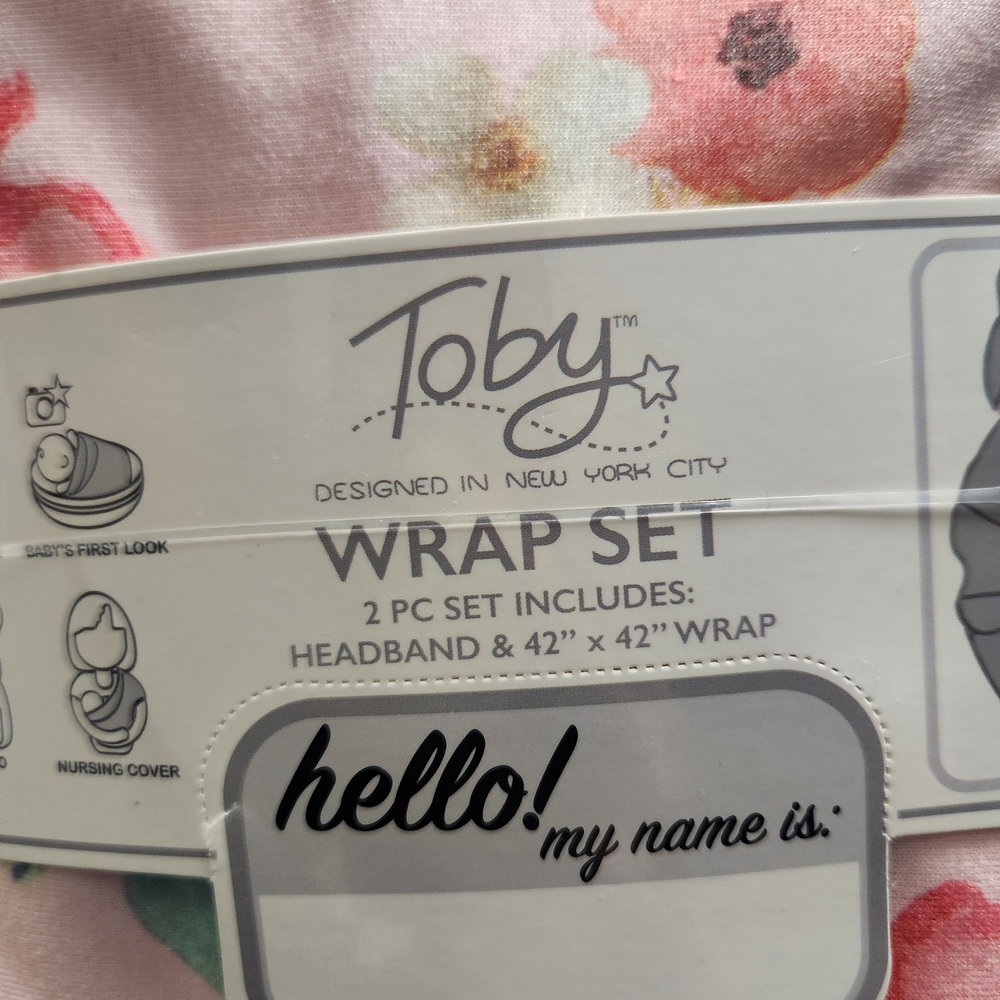 Toby™
DESIGNED IN NEW YORK CITY
WRAP SET
2 PC SET INCLUDES:
HEADBAND & 42” x 42” WRAP
BABY'S FIRST LOOK
NURSING COVER
hello!
my name is: